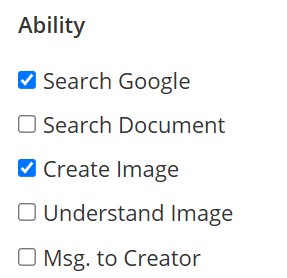 Ability
Search Google
Search Document
Create Image
Understand Image
Msg. to Creator